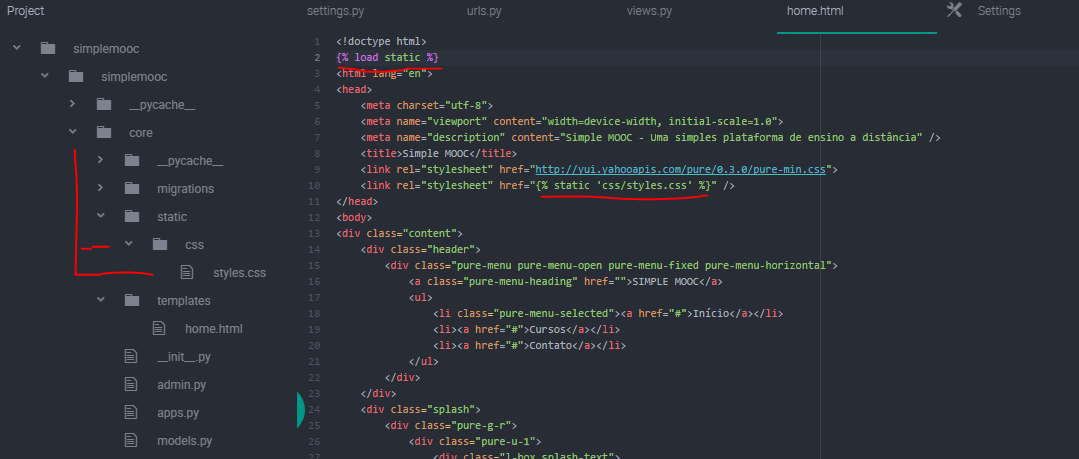 Project
settings.py urls.py views.py home.html Settings
simplemooc
simplemooc
__pycache__
core
__pycache__
migrations
static
css
styles.css
templates
home.html
__init__.py
admin.py
apps.py
models.py
1 <!doctype html>
2 {% load static %}
3 <html lang="en">
4 <head>
5 <meta charset="utf-8">
6 <meta name="viewport" content="width=device-width, initial-scale=1.0">
7 <meta name="description" content="Simple MOOC - Uma simples plataforma de ensino a distância" />
8 <title>Simple MOOC</title>
9 <link rel="stylesheet" href="http://yui.yahooapis.com/pure/0.3.0/pure-min.css">
10 <link rel="stylesheet" href="{% static 'css/styles.css' %}" />
11 </head>
12 <body>
13 <div class="content">
14 <div class="header">
15 <div class="pure-menu pure-menu-open pure-menu-fixed pure-menu-horizontal">
16 <a class="pure-menu-heading" href="">SIMPLE MOOC</a>
17 <ul>
18 <li class="pure-menu-selected"><a href="#">Início</a></li>
19 <li><a href="#">Cursos</a></li>
20 <li><a href="#">Contato</a></li>
21 </ul>
22 </div>
23 </div>
24 <div class="splash">
25 <div class="pure-g-r">
26 <div class="pure-u-1">
27 <div class="l-box splash-text">